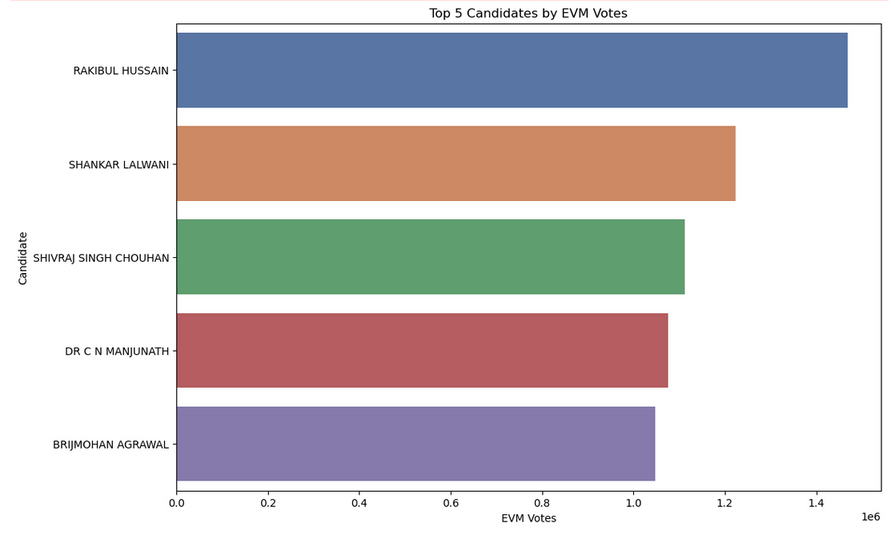 Top 5 Candidates by EVM Votes
RAKIBUL HUSSAIN
SHANKAR LALWANI
SHIVRAJ SINGH CHOUHAN
DR C N MANJUNATH
BRIJMOHAN AGRAWAL
Candidate
0.0 0.2 0.4 0.6 0.8 1.0 1.2 1.4
1e6
EVM Votes